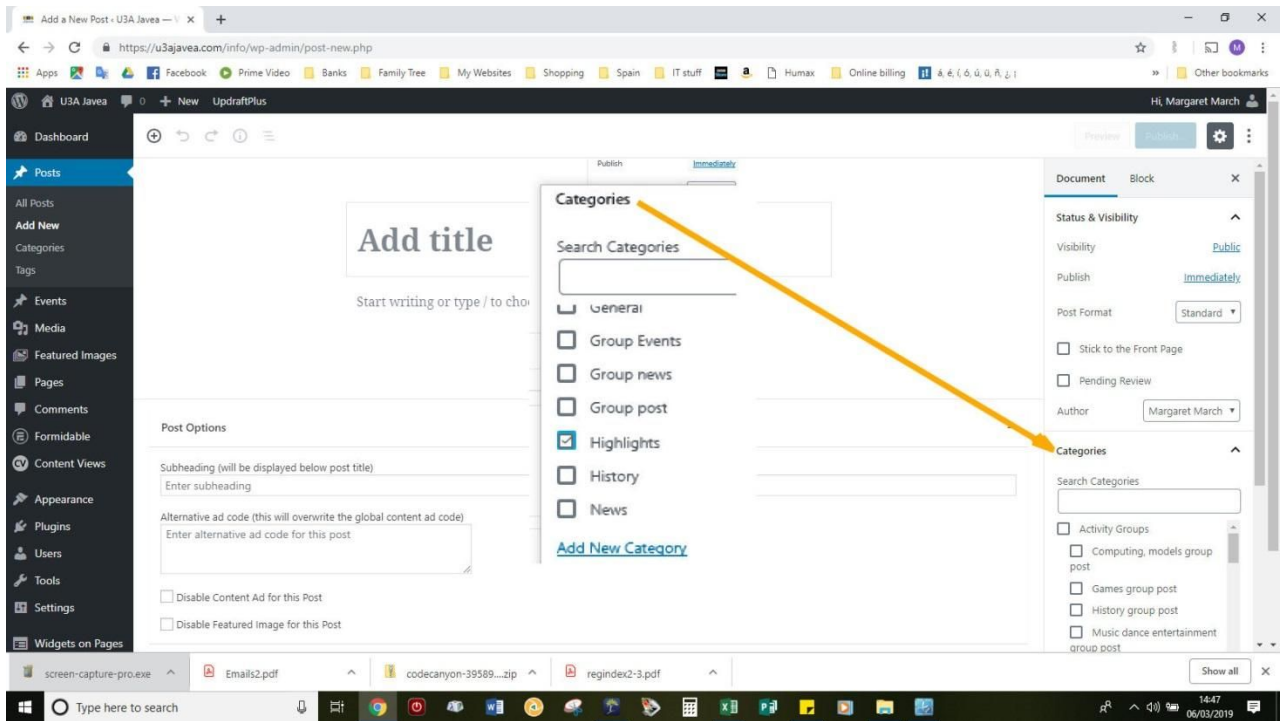 Add a New Post ‹ U3A Javea — V
https://u3ajavea.com/info/wp-admin/post-new.php
Apps Facebook Prime Video Banks Family Tree My Websites Shopping Spain IT stuff Humax Online billing á, é, í, ó, ú, ü, ñ, ¿, ¡ » Other bookmarks
U3A Javea 0 + New UpdraftPlus Hi, Margaret March
Dashboard Preview Publish...
Posts
All Posts
Add New
Categories
Tags
Events
Media
Featured Images
Pages
Comments
Formidable
Content Views
Appearance
Plugins
Users
Tools
Settings
Widgets on Pages
Publish Immediately
Add title
Start writing or type / to
Categories
Search Categories
General
Group Events
Group news
Group post
Highlights
History
News
Add New Category
Post Options
Subheading (will be displayed below post title)
Enter subheading
Alternative ad code (this will overwrite the global content ad code)
Enter alternative ad code for this post
Disable Content Ad for this Post
Disable Featured Image for this Post
Document Block
Status & Visibility
Visibility Public
Publish Immediately
Post Format Standard
Stick to the Front Page
Pending Review
Author Margaret March
Categories
Search Categories
Activity Groups
Computing, models group
post
Games group post
History group post
Music dance entertainment
group post
screen-capture-pro.exe Emails2.pdf codecanyon-39589....zip regindex2-3.pdf Show all
Type here to search 14:47
06/03/2019